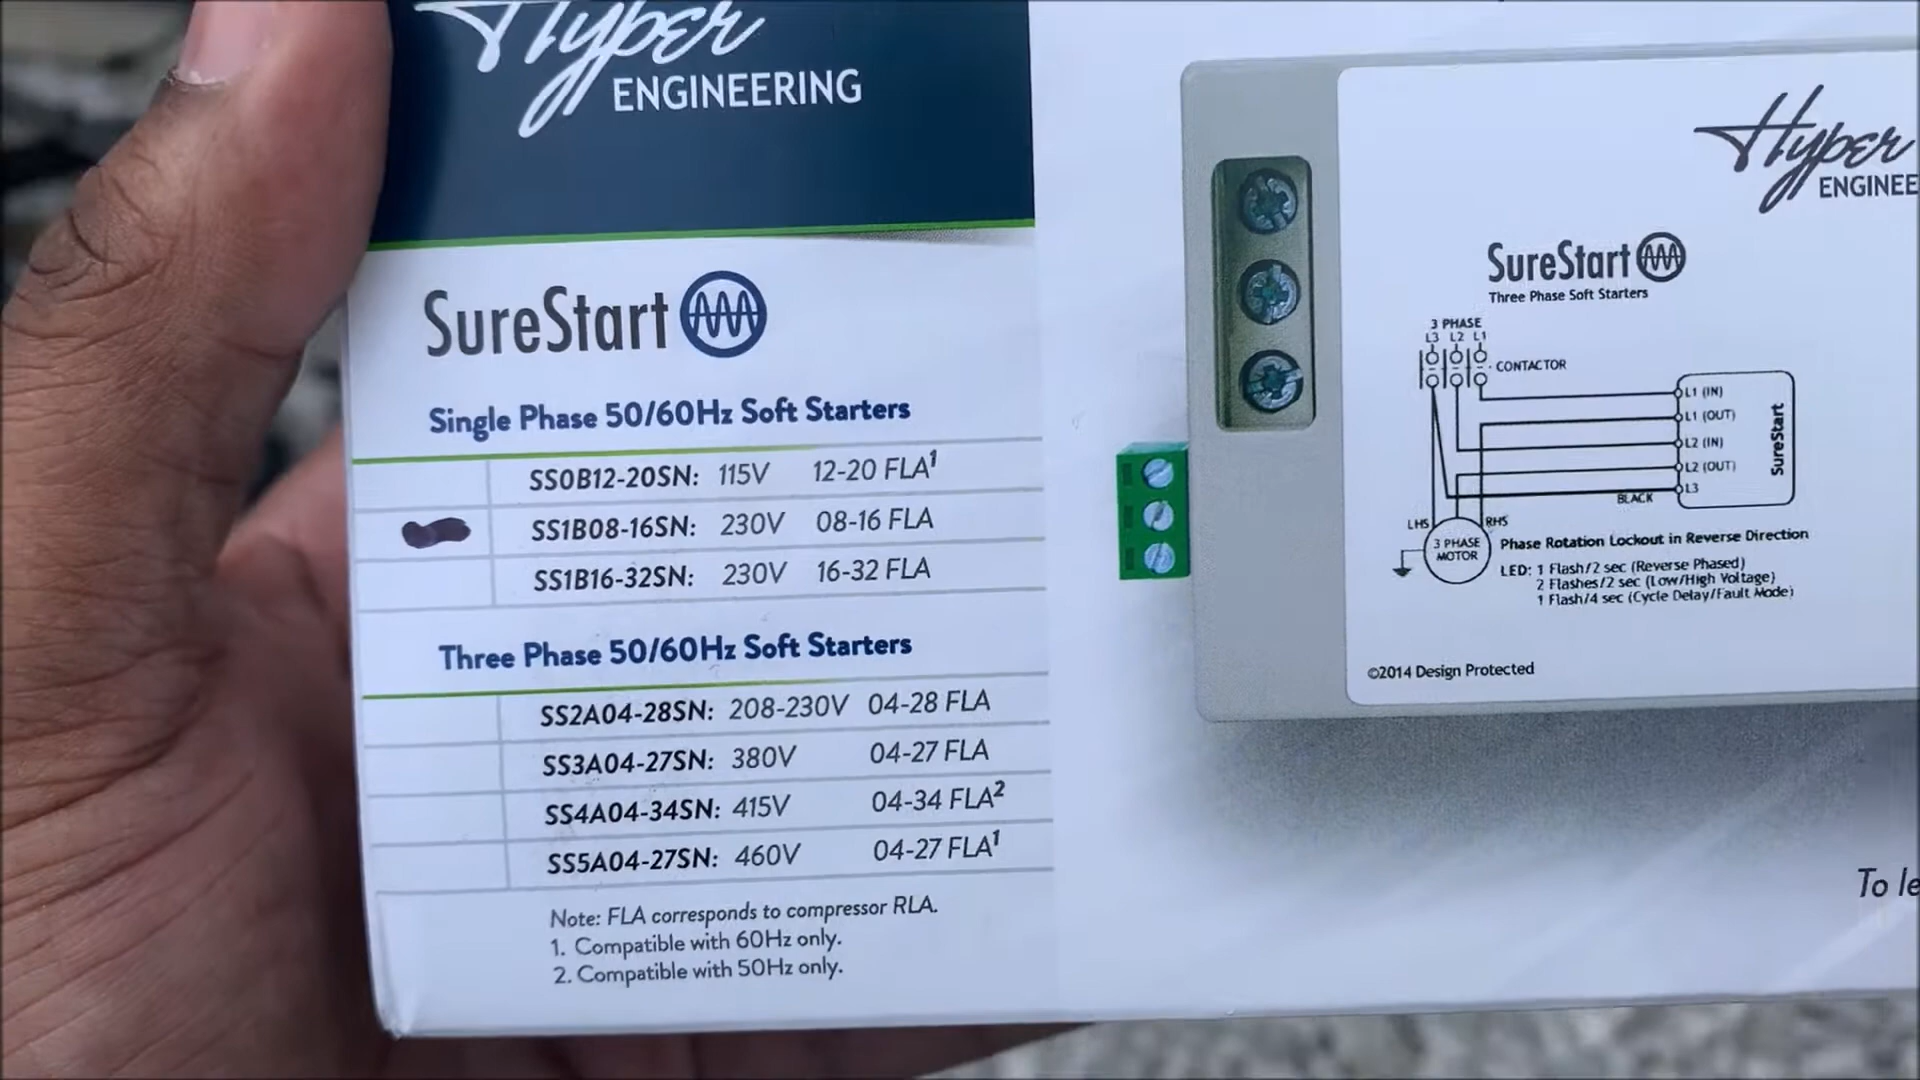 Hyper
ENGINEERING
SureStart
Single Phase 50/60Hz Soft Starters
SS0B12-20SN: 115V 12-20 FLA¹
SS1B08-16SN: 230V 08-16 FLA
SS1B16-32SN: 230V 16-32 FLA
Three Phase 50/60Hz Soft Starters
SS2A04-28SN: 208-230V 04-28 FLA
SS3A04-27SN: 380V 04-27 FLA
SS4A04-34SN: 415V 04-34 FLA²
SS5A04-27SN: 460V 04-27 FLA¹
Note: FLA corresponds to compressor RLA.
1. Compatible with 60Hz only.
2. Compatible with 50Hz only.
Hyper
ENGINEE
SureStart
Three Phase Soft Starters
3 PHASE
L3 L2 L1
CONTACTOR
L1 (IN)
L1 (OUT)
L2 (IN)
L2 (OUT)
L3
SureStart
BLACK
LHS RHS
3 PHASE
MOTOR
Phase Rotation Lockout in Reverse Direction
LED: 1 Flash/2 sec (Reverse Phased)
2 Flashes/2 sec (Low/High Voltage)
1 Flash/4 sec (Cycle Delay/Fault Mode)
©2014 Design Protected
To le